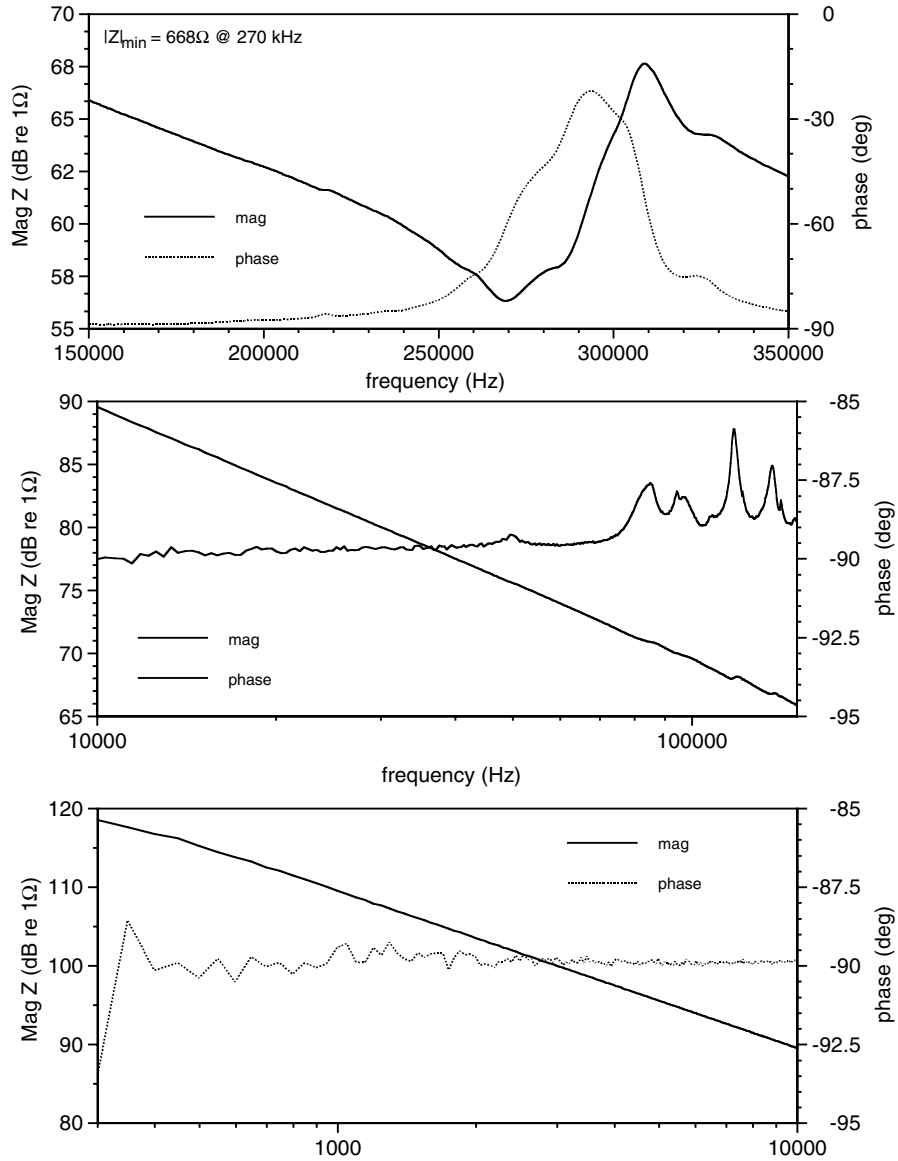 70
68
65
62
60
58
55
Mag Z (dB re 1Ω)
|Z|min = 668Ω @ 270 kHz
mag
phase
0
-30
-60
-90
phase (deg)
150000 200000 250000 300000 350000
frequency (Hz)
90
85
80
75
70
65
Mag Z (dB re 1Ω)
mag
phase
-85
-87.5
-90
-92.5
-95
phase (deg)
10000 100000
frequency (Hz)
120
110
100
90
80
Mag Z (dB re 1Ω)
mag
phase
-85
-87.5
-90
-92.5
-95
phase (deg)
1000 10000